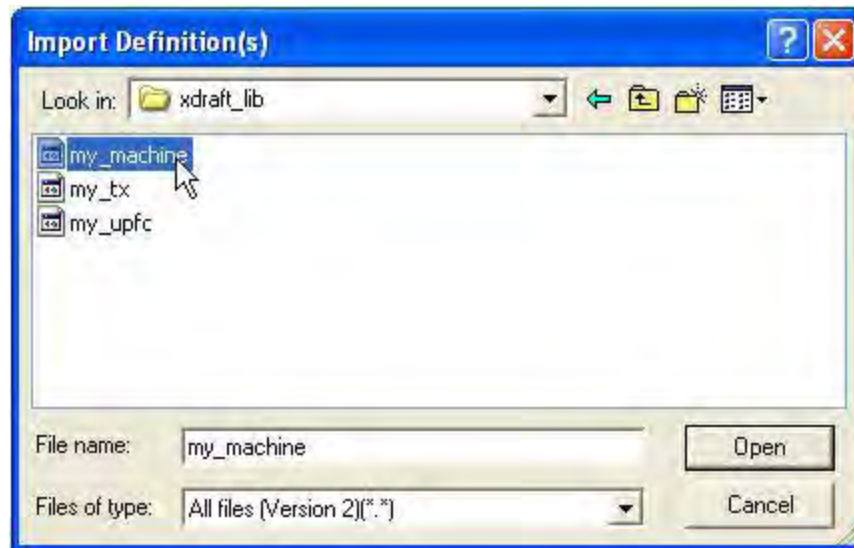 Import Definition(s)
Look in: xdraft_lib
my_machine
my_tx
my_upfc
File name: my_machine Open
Files of type: All files (Version 2)(*.*) Cancel